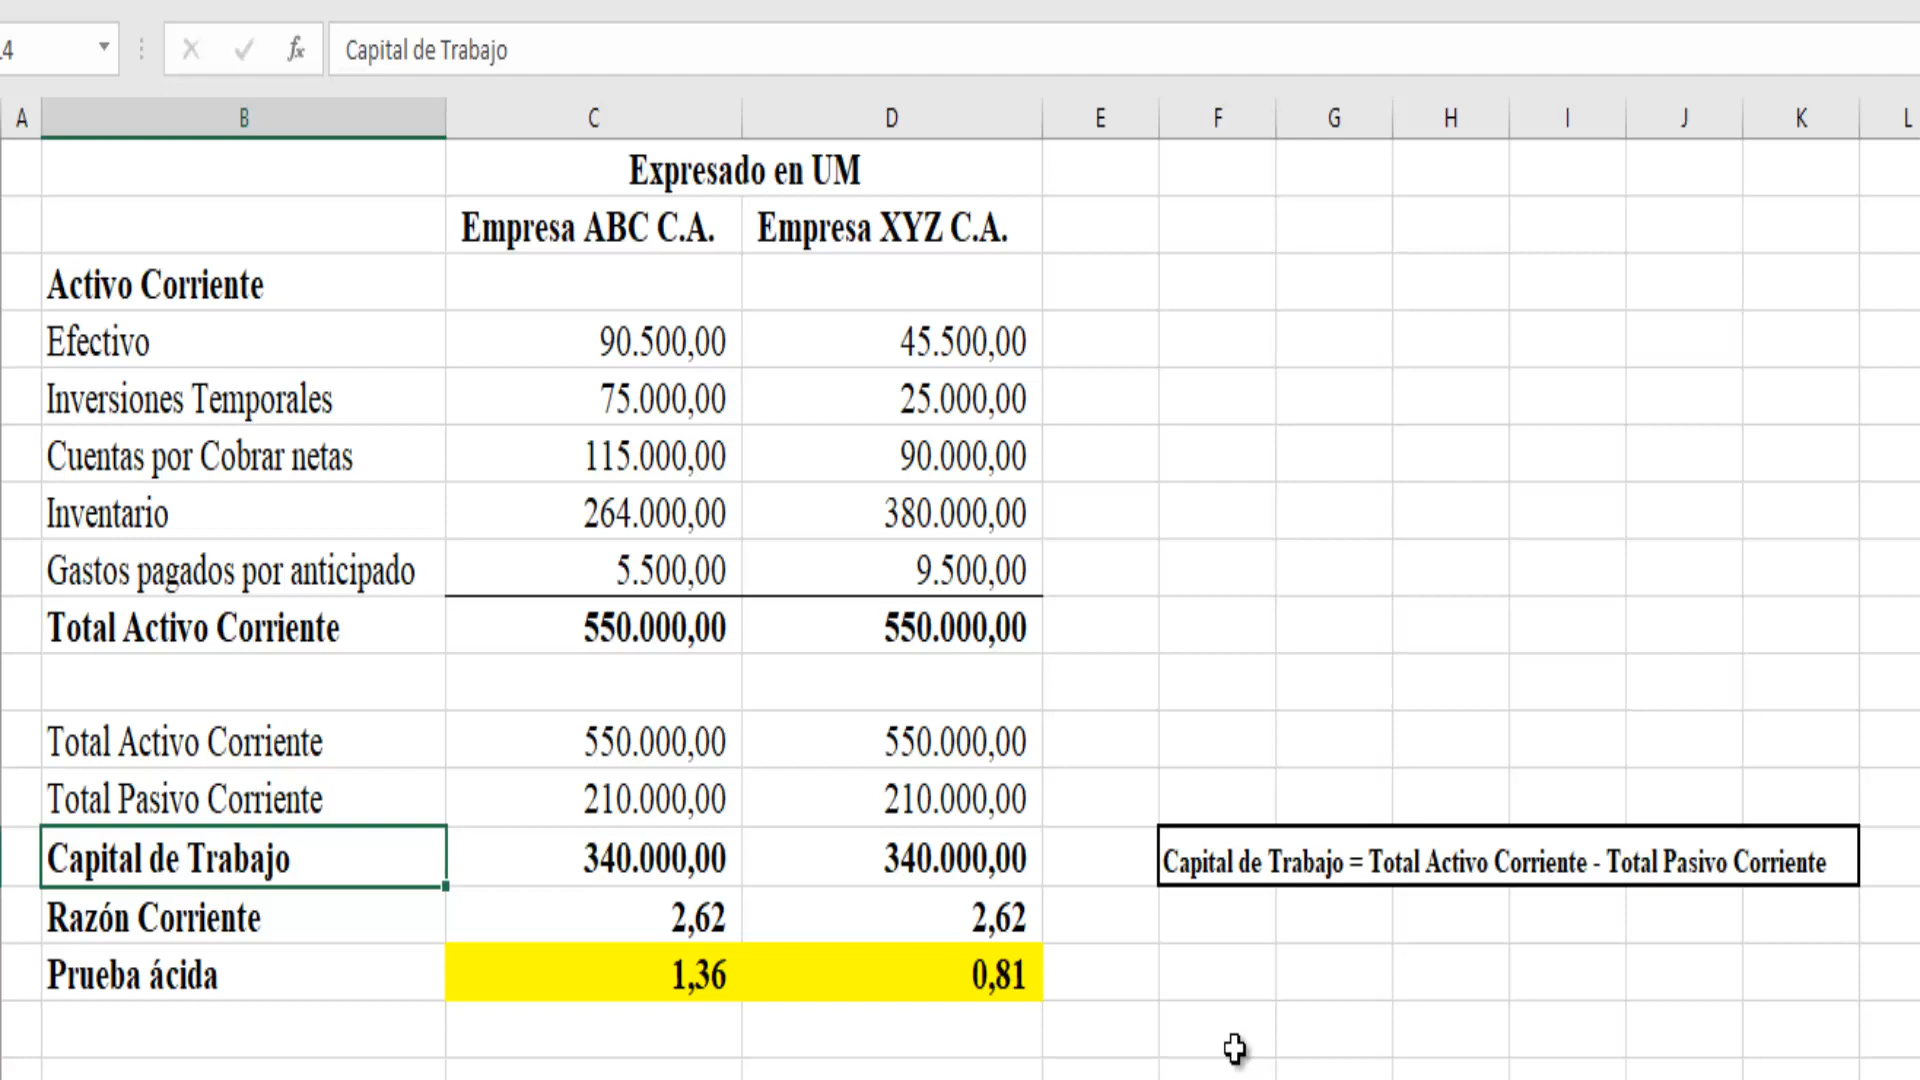 4 fx Capital de Trabajo
A B C D E F G H I J K L
Expresado en UM
Empresa ABC C.A. Empresa XYZ C.A.
Activo Corriente
Efectivo 90.500,00 45.500,00
Inversiones Temporales 75.000,00 25.000,00
Cuentas por Cobrar netas 115.000,00 90.000,00
Inventario 264.000,00 380.000,00
Gastos pagados por anticipado 5.500,00 9.500,00
Total Activo Corriente 550.000,00 550.000,00
Total Activo Corriente 550.000,00 550.000,00
Total Pasivo Corriente 210.000,00 210.000,00
Capital de Trabajo 340.000,00 340.000,00 Capital de Trabajo = Total Activo Corriente - Total Pasivo Corriente
Razón Corriente 2,62 2,62
Prueba ácida 1,36 0,81